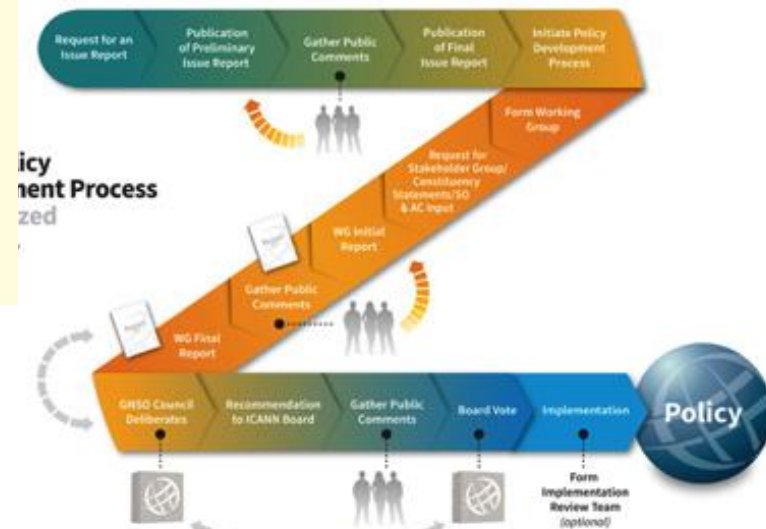 Request for an
Issue Report
Publication
of Preliminary
Issue Report
Gather Public
Comments
Publication
of Final
Issue Report
Initiate Policy
Development
Process
Form Working
Group
Request for
Stakeholder Group/
Constituency
Statements/SO
& AC Input
WG Initial
Report
Gather Public
Comments
WG Final
Report
icy
ment Process
zed
GNSO Council
Deliberates
Recommendation
to ICANN Board
Gather Public
Comments
Board Vote
Implementation
Policy
Form
Implementation
Review Team
(optional)